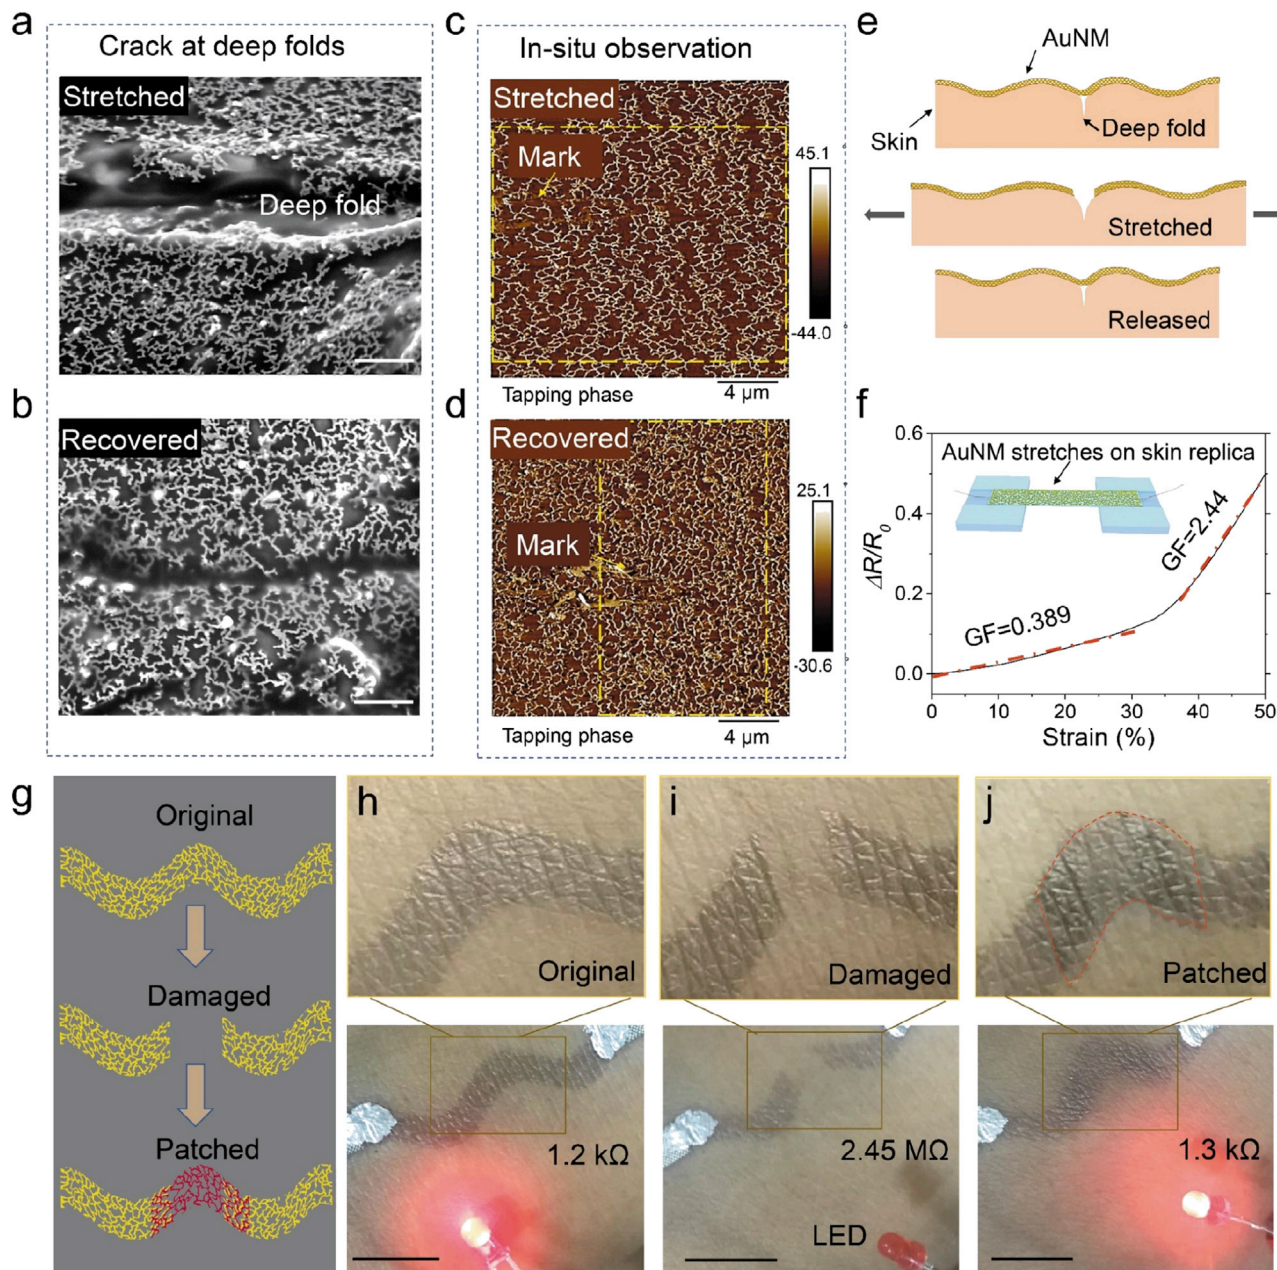 a
Crack at deep folds
Stretched
Deep fold
b
Recovered
c
In-situ observation
Stretched
Mark
45.1
-44.0
Tapping phase
4 μm
d
Recovered
Mark
25.1
-30.6
Tapping phase
4 μm
e
AuNM
Skin
Deep fold
Stretched
Released
f
0.6
0.4
0.2
0.0
ΔR/R0
AuNM stretches on skin replica
GF=0.389
GF=2.44
0
10
20
30
40
50
Strain (%)
g
Original
Damaged
Patched
h
Original
1.2 kΩ
i
Damaged
2.45 MΩ
LED
j
Patched
1.3 kΩ